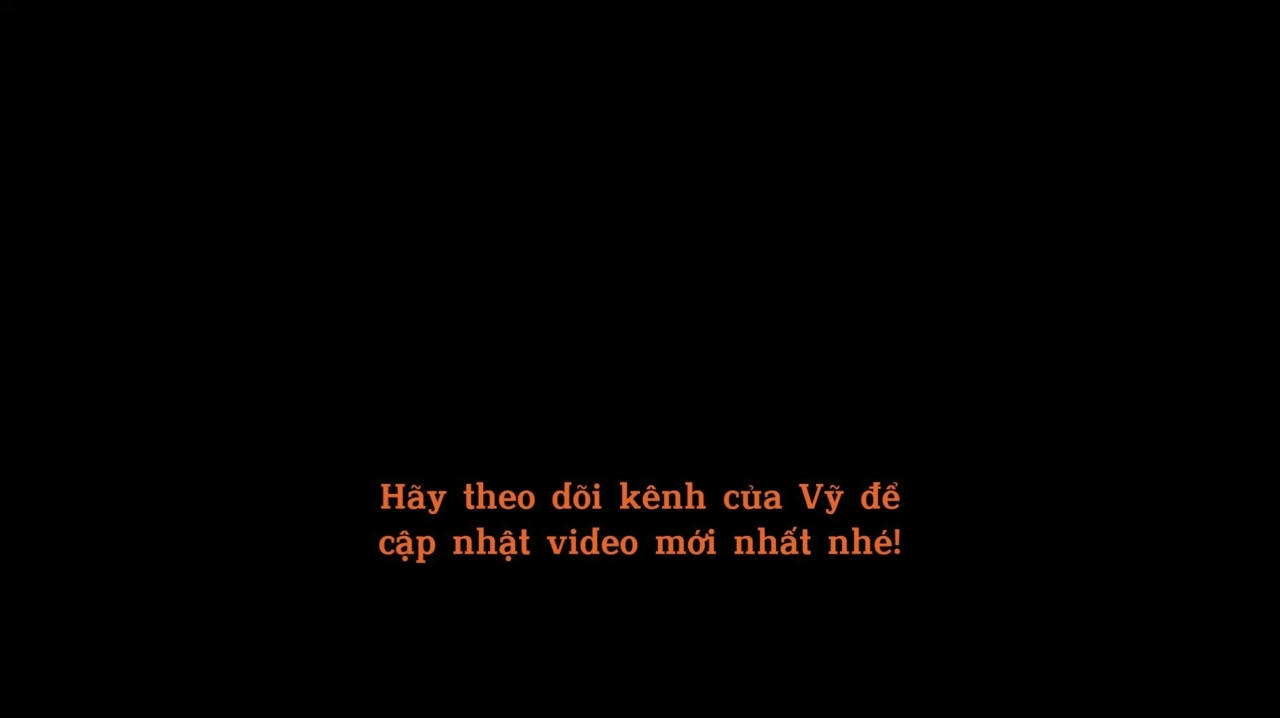 Hãy theo dõi kênh của Vỹ để
cập nhật video mới nhất nhé!